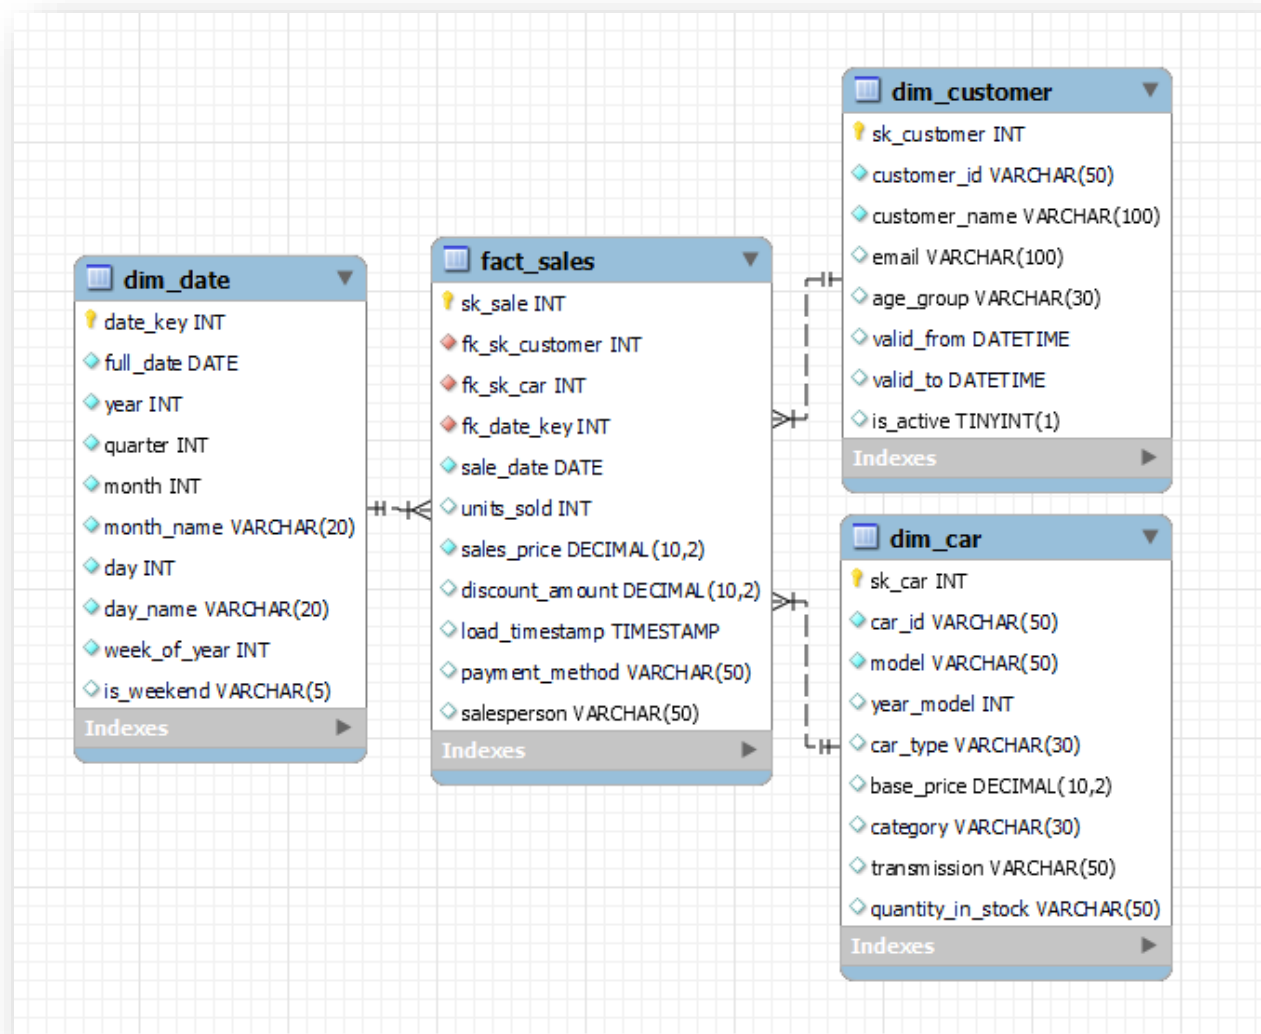 dim_date
date_key INT
full_date DATE
year INT
quarter INT
month INT
month_name VARCHAR(20)
day INT
day_name VARCHAR(20)
week_of_year INT
is_weekend VARCHAR(5)
Indexes
fact_sales
sk_sale INT
fk_sk_customer INT
fk_sk_car INT
fk_date_key INT
sale_date DATE
units_sold INT
sales_price DECIMAL(10,2)
discount_amount DECIMAL(10,2)
load_timestamp TIMESTAMP
payment_method VARCHAR(50)
salesperson VARCHAR(50)
Indexes
dim_customer
sk_customer INT
customer_id VARCHAR(50)
customer_name VARCHAR(100)
email VARCHAR(100)
age_group VARCHAR(30)
valid_from DATETIME
valid_to DATETIME
is_active TINYINT(1)
Indexes
dim_car
sk_car INT
car_id VARCHAR(50)
model VARCHAR(50)
year_model INT
car_type VARCHAR(30)
base_price DECIMAL(10,2)
category VARCHAR(30)
transmission VARCHAR(50)
quantity_in_stock VARCHAR(50)
Indexes